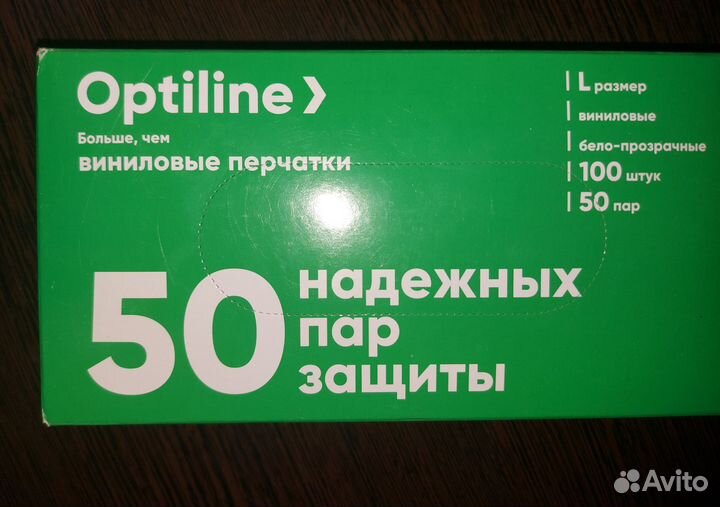 Optiline
Больше, чем
виниловые перчатки
L размер
виниловые
бело-прозрачные
100 штук
50 пар
50 надежных
пар
защиты
Avito